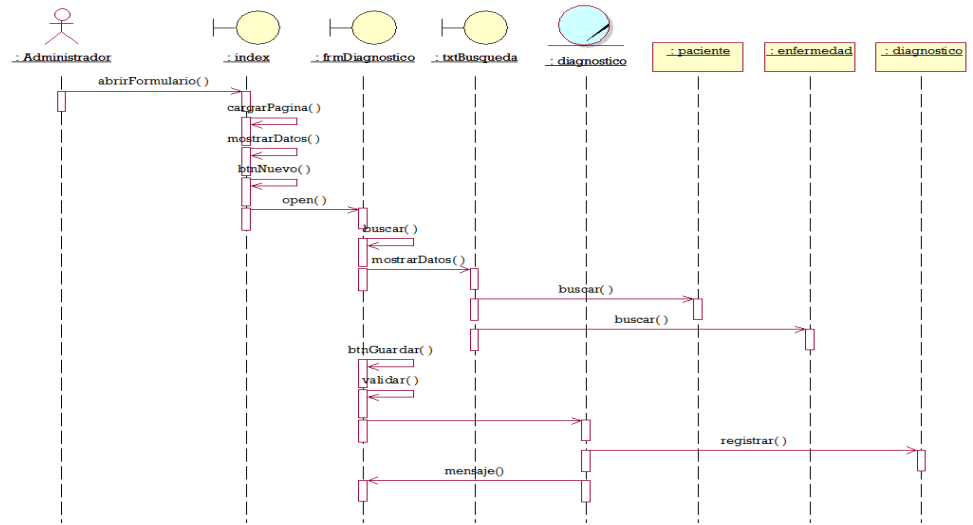 : Administrador
: index
: frmDiagnostico
: txtBusqueda
: diagnostico
: paciente
: enfermedad
: diagnostico
abrirFormulario( )
cargarPagina( )
mostrarDatos( )
btnNuevo( )
open( )
buscar( )
mostrarDatos( )
buscar( )
buscar( )
btnGuardar( )
validar( )
registrar( )
mensaje()